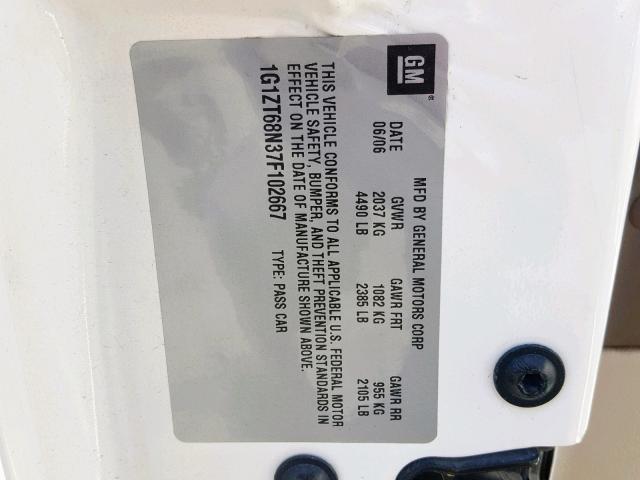 GM
MFD BY GENERAL MOTORS CORP
DATE GVWR GAWR FRT GAWR RR
06/06 2037 KG 1082 KG 955 KG
4490 LB 2385 LB 2105 LB
THIS VEHICLE CONFORMS TO ALL APPLICABLE U.S. FEDERAL MOTOR
VEHICLE SAFETY, BUMPER, AND THEFT PREVENTION STANDARDS IN
EFFECT ON THE DATE OF MANUFACTURE SHOWN ABOVE.
1G1ZT68N37F102667 TYPE: PASS CAR